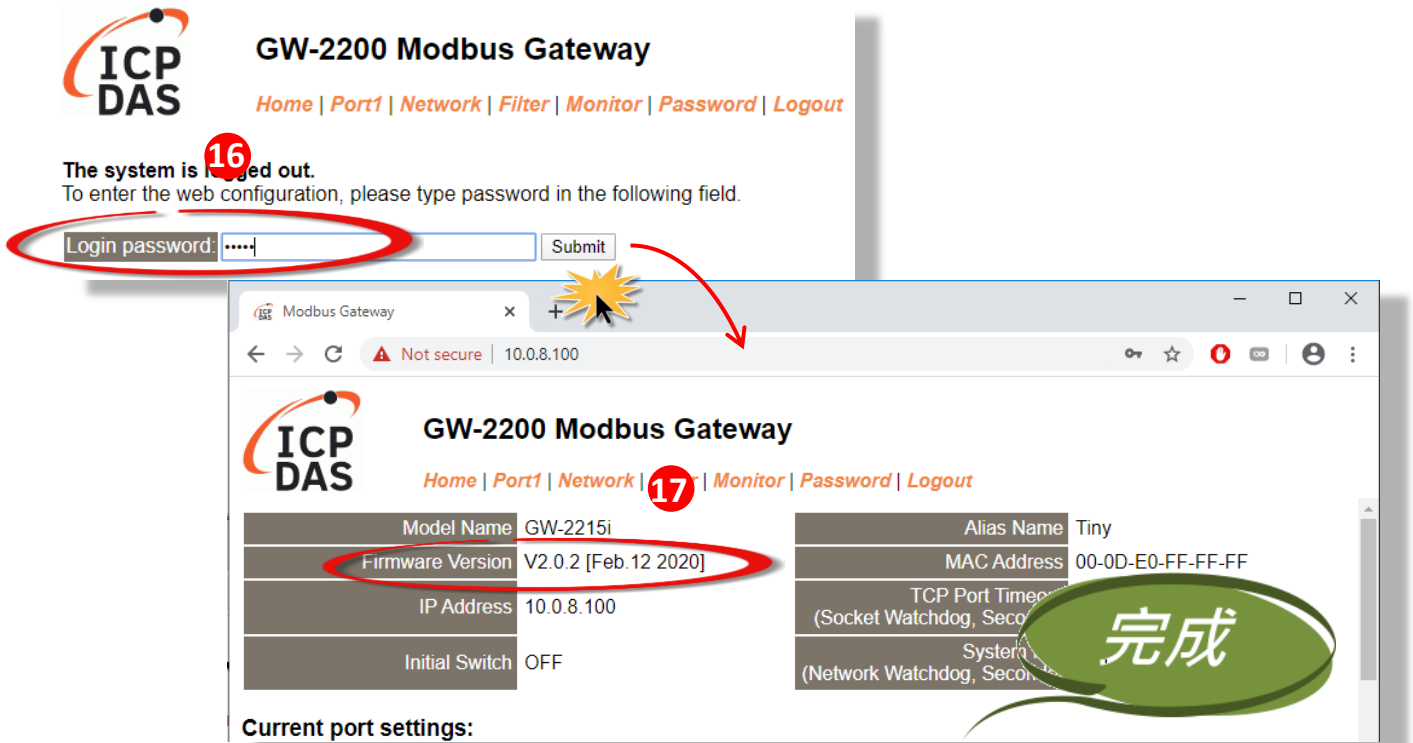 ICP
DAS
GW-2200 Modbus Gateway
Home | Port1 | Network | Filter | Monitor | Password | Logout
16
The system is logged out.
To enter the web configuration, please type password in the following field.
Login password: ••••• Submit
ICP DAS Modbus Gateway
Not secure | 10.0.8.100
ICP
DAS
GW-2200 Modbus Gateway
Home | Port1 | Network | | Monitor | Password | Logout
17
Model Name GW-2215i Alias Name Tiny
Firmware Version V2.0.2 [Feb.12 2020] MAC Address 00-0D-E0-FF-FF-FF
IP Address 10.0.8.100 TCP Port
(Socket Watchdog,
Initial Switch OFF System
(Network Watchdog,
完成
Current port settings: